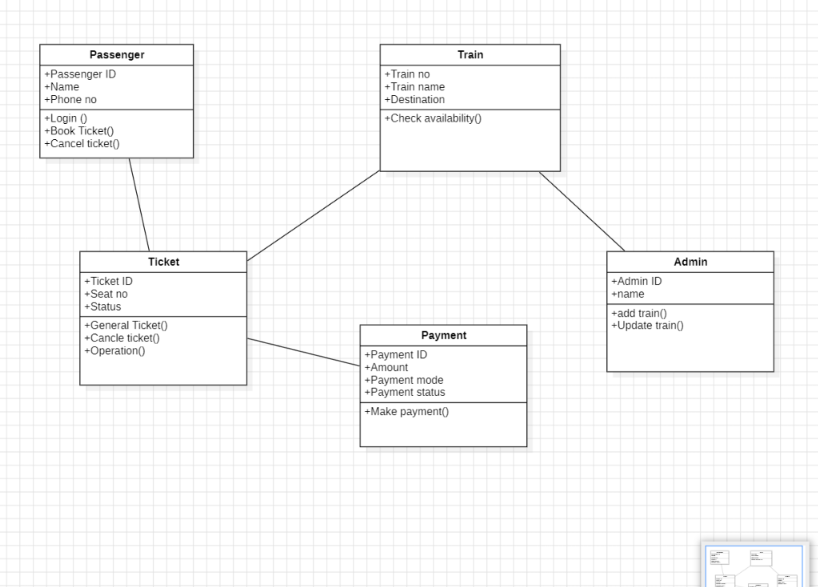 Passenger
+Passenger ID
+Name
+Phone no
+Login ()
+Book Ticket()
+Cancel ticket()
Train
+Train no
+Train name
+Destination
+Check availability()
Ticket
+Ticket ID
+Seat no
+Status
+General Ticket()
+Cancle ticket()
+Operation()
Payment
+Payment ID
+Amount
+Payment mode
+Payment status
+Make payment()
Admin
+Admin ID
+name
+add train()
+Update train()